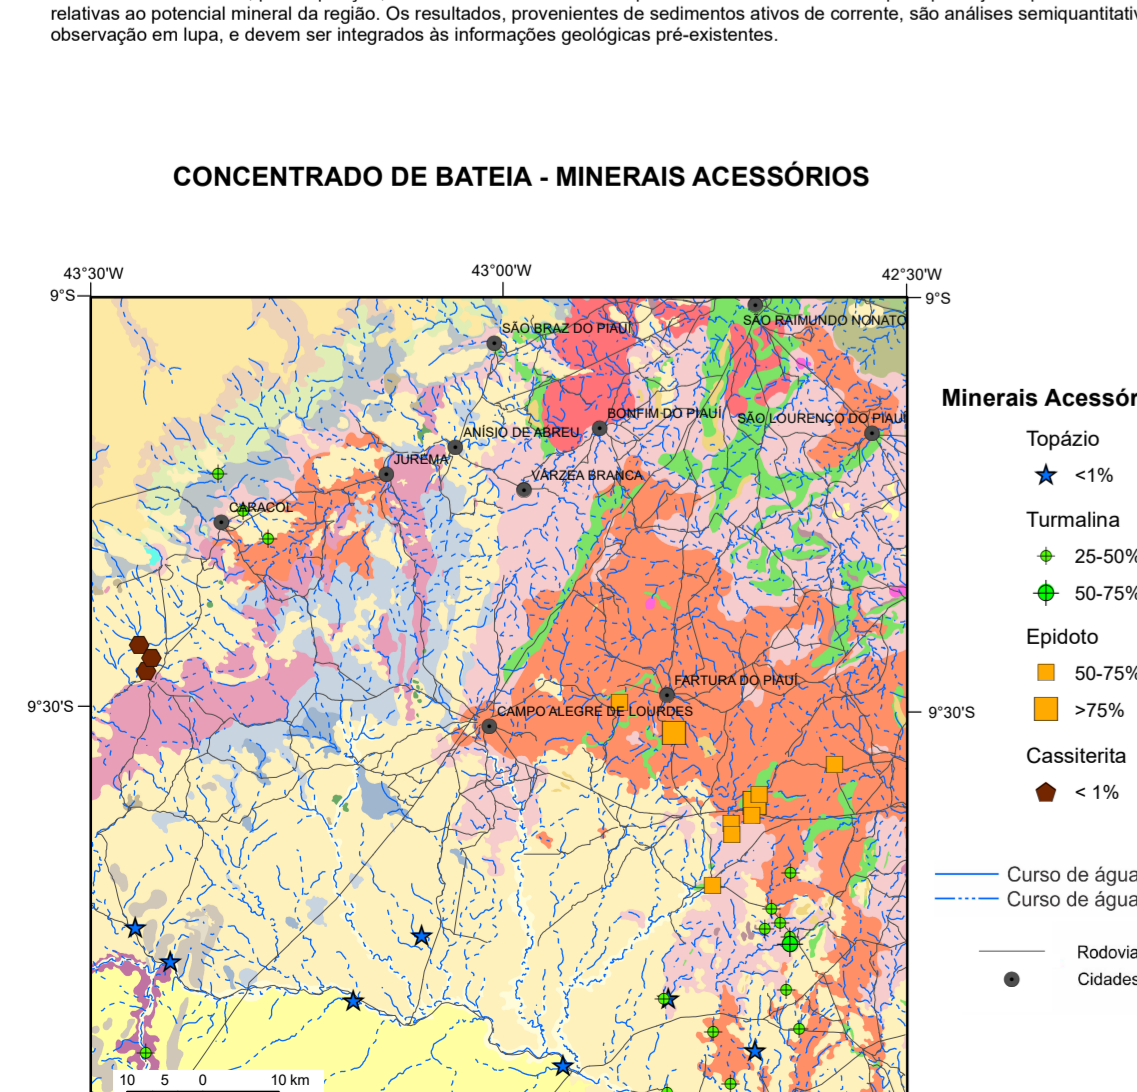 relativas ao potencial mineral da região. Os resultados, provenientes de sedimentos ativos de corrente, são análises semiquantitativ
observação em lupa, e devem ser integrados às informações geológicas pré-existentes.
CONCENTRADO DE BATEIA - MINERAIS ACESSÓRIOS
43°30'W
43°00'W
42°30'W
9°S
9°S
SÃO RAIMUNDO NONATO
SÃO BRAZ DO PIAUÍ
Minerais Acessór
BONFIM DO PIAUÍ
SÃO LOURENÇO DO PIAUÍ
ANÍSIO DE ABREU
JUREMA
VÁRZEA BRANCA
CARACOL
Topázio
<1%
Turmalina
25-50%
50-75%
Epidoto
50-75%
>75%
Cassiterita
< 1%
FARTURA DO PIAUÍ
CAMPO ALEGRE DE LOURDES
9°30'S
9°30'S
Curso de água
Curso de água
Rodovia
Cidades
10 5 0 10 km